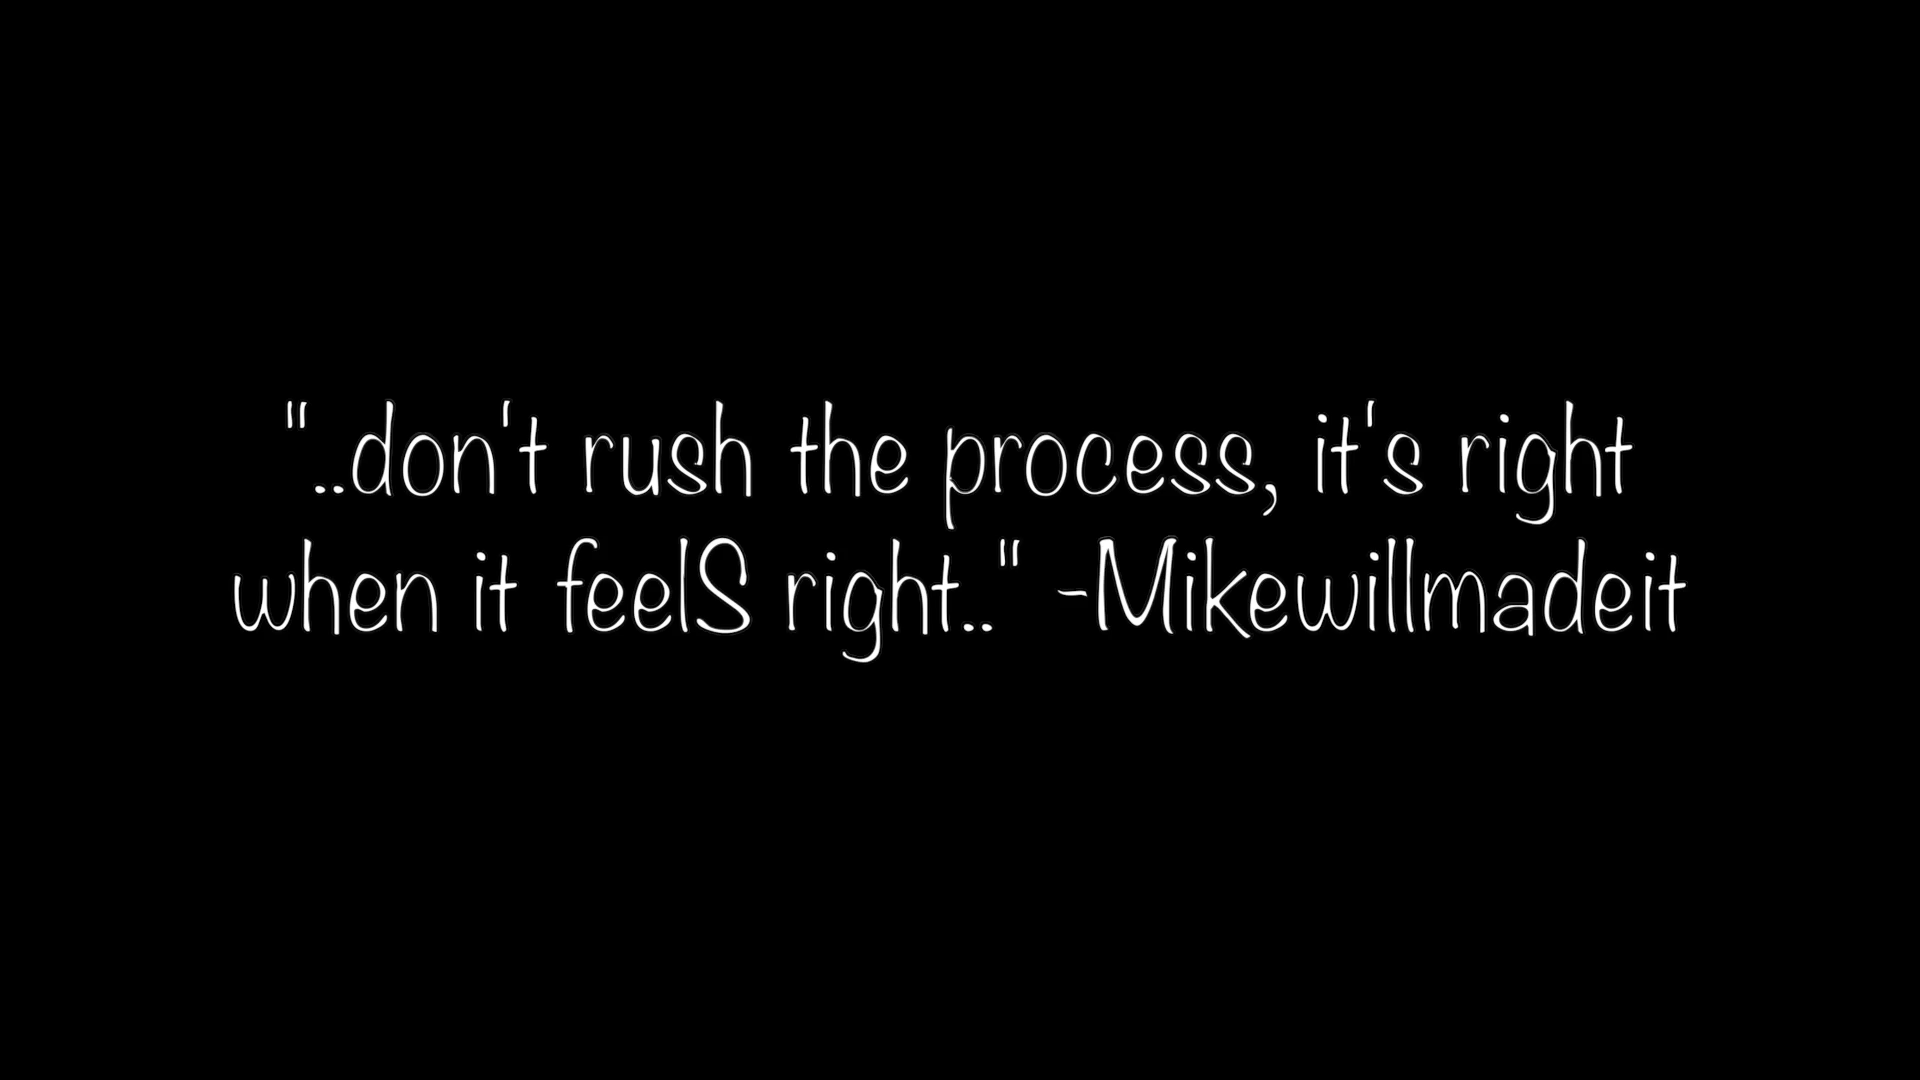 "..don't rush the process, it's right
when it feelS right.." -Mikewillmadeit